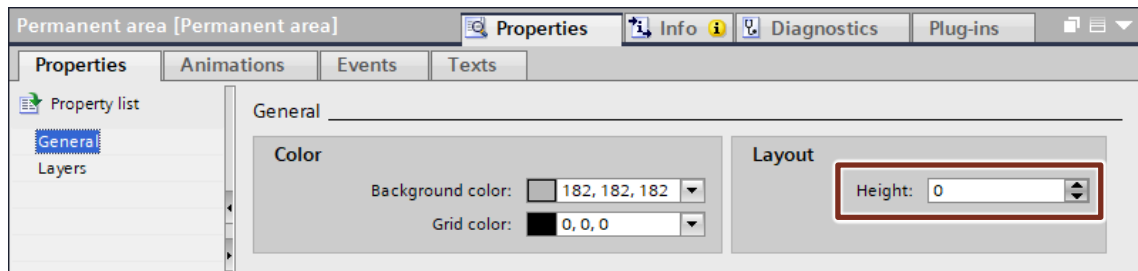 Permanent area [Permanent area] Properties Info Diagnostics Plug-ins
Properties Animations Events Texts
Property list
General
Layers
General
Color
Background color: 182, 182, 182
Grid color: 0, 0, 0
Layout
Height: 0